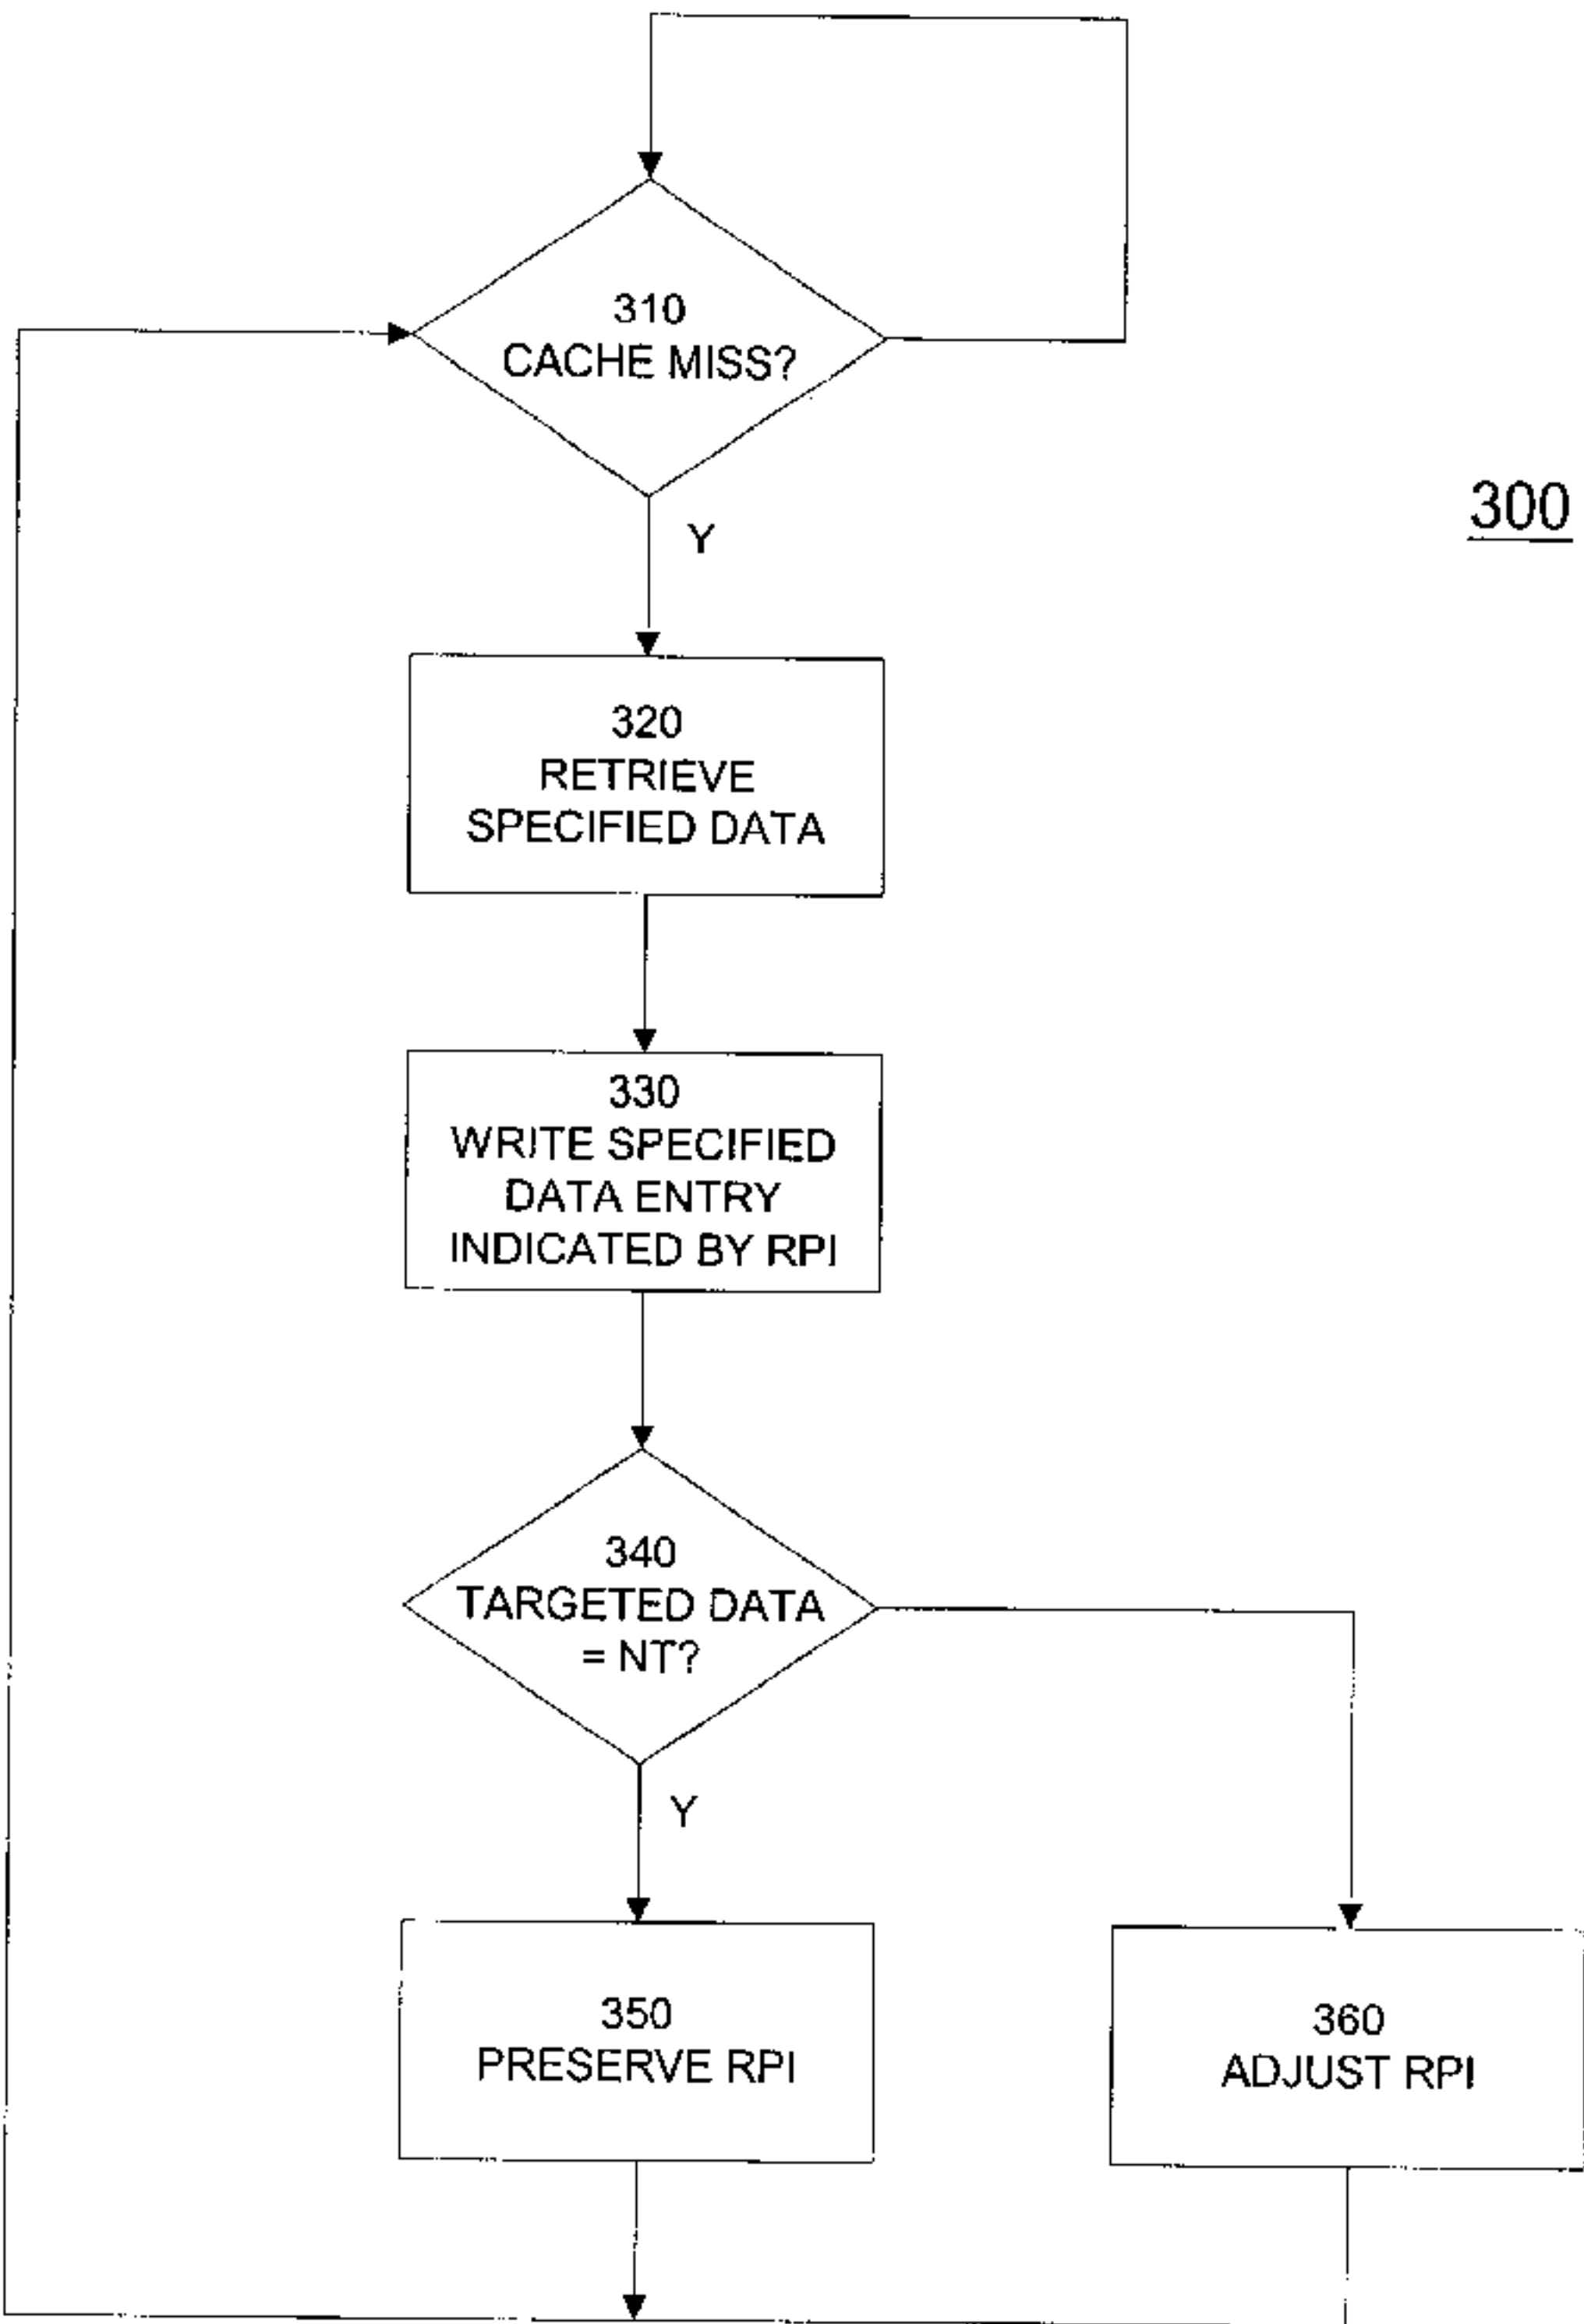 310
CACHE MISS?
300
Y
320
RETRIEVE
SPECIFIED DATA
330
WRITE SPECIFIED
DATA ENTRY
INDICATED BY RPI
340
TARGETED DATA
= NT?
Y
350
PRESERVE RPI
360
ADJUST RPI